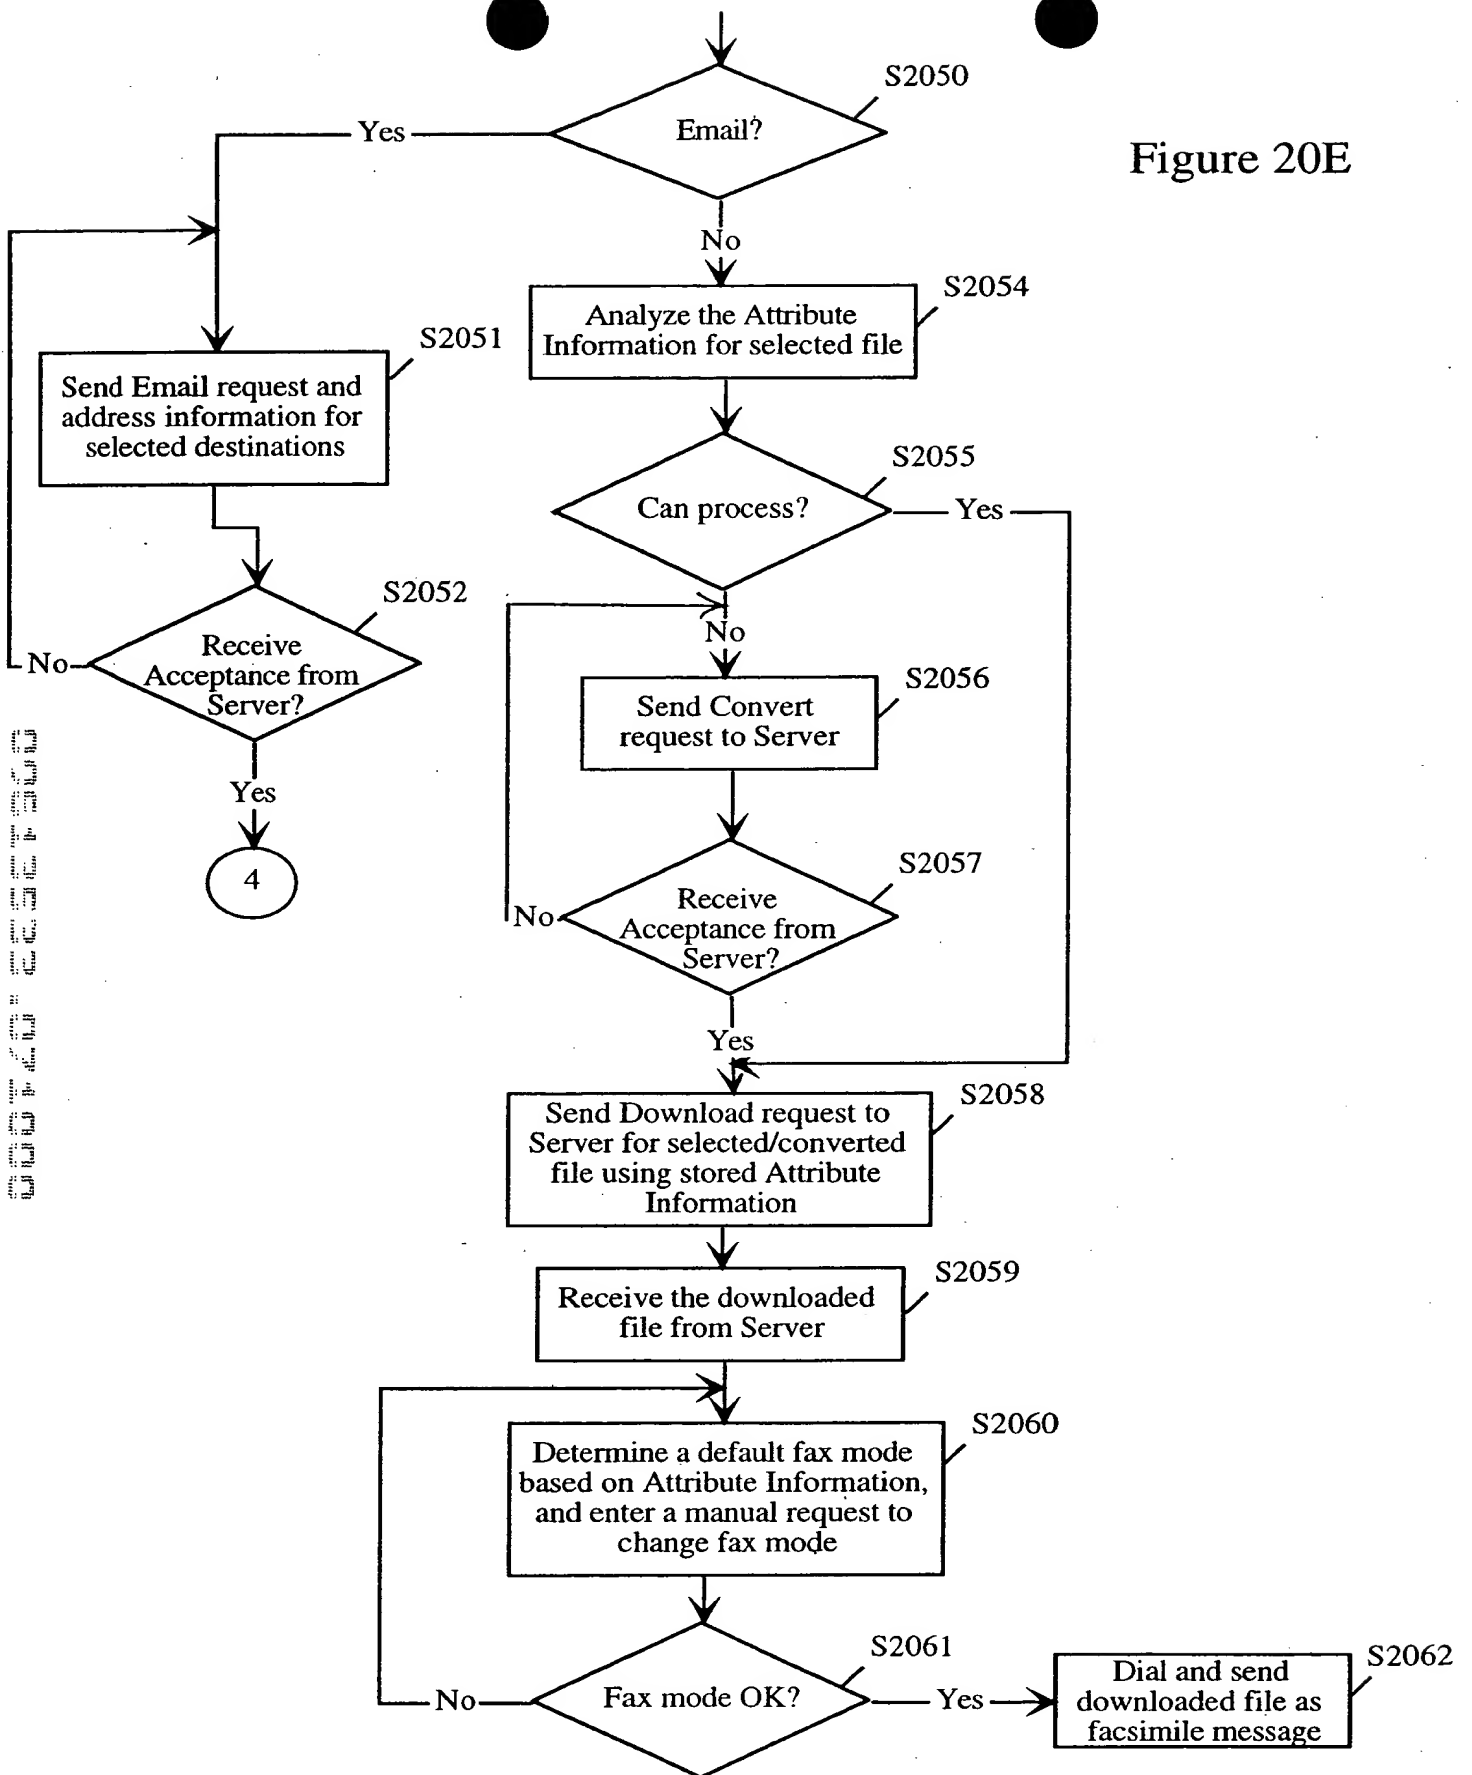 S2050
Email?
Yes
Figure 20E
No
S2054
Analyze the Attribute
Information for selected file
S2051
Send Email request and
address information for
selected destinations
S2055
Can process?
Yes
S2052
Receive
Acceptance from
Server?
No
No
S2056
Send Convert
request to Server
Yes
4
S2057
Receive
Acceptance from
Server?
No
Yes
S2058
Send Download request to
Server for selected/converted
file using stored Attribute
Information
S2059
Receive the downloaded
file from Server
S2060
Determine a default fax mode
based on Attribute Information,
and enter a manual request to
change fax mode
S2061
Fax mode OK?
No
Yes
S2062
Dial and send
downloaded file as
facsimile message